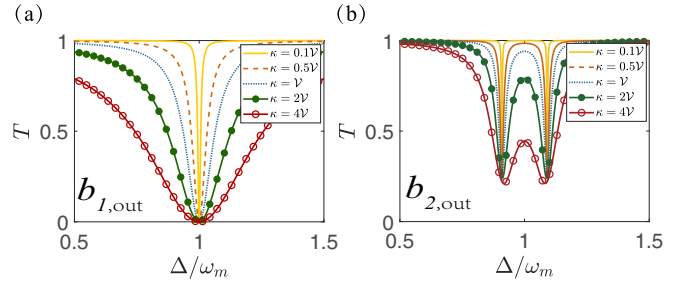 (a)
1
0.5
0
T
κ = 0.1𝒱
κ = 0.5𝒱
κ = 𝒱
κ = 2𝒱
κ = 4𝒱
b1,out
0.5 1 1.5
Δ/ωm
(b)
1
0.5
0
T
κ = 0.1𝒱
κ = 0.5𝒱
κ = 𝒱
κ = 2𝒱
κ = 4𝒱
b2,out
0.5 1 1.5
Δ/ωm